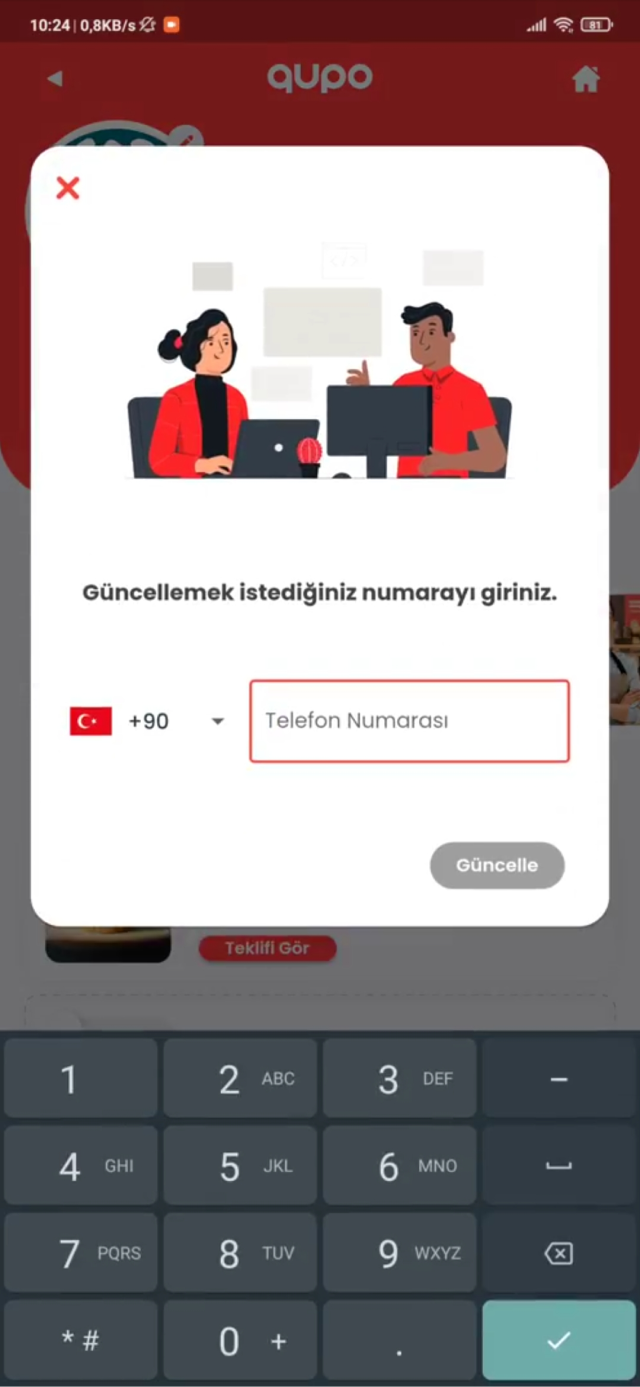 10:24 | 0,8KB/s
81
qupo
Güncellemek istediğiniz numarayı giriniz.
+90
Telefon Numarası
Güncelle
Teklifi Gör
1
2 ABC
3 DEF
–
4 GHI
5 JKL
6 MNO
7 PQRS
8 TUV
9 WXYZ
* #
0 +
.